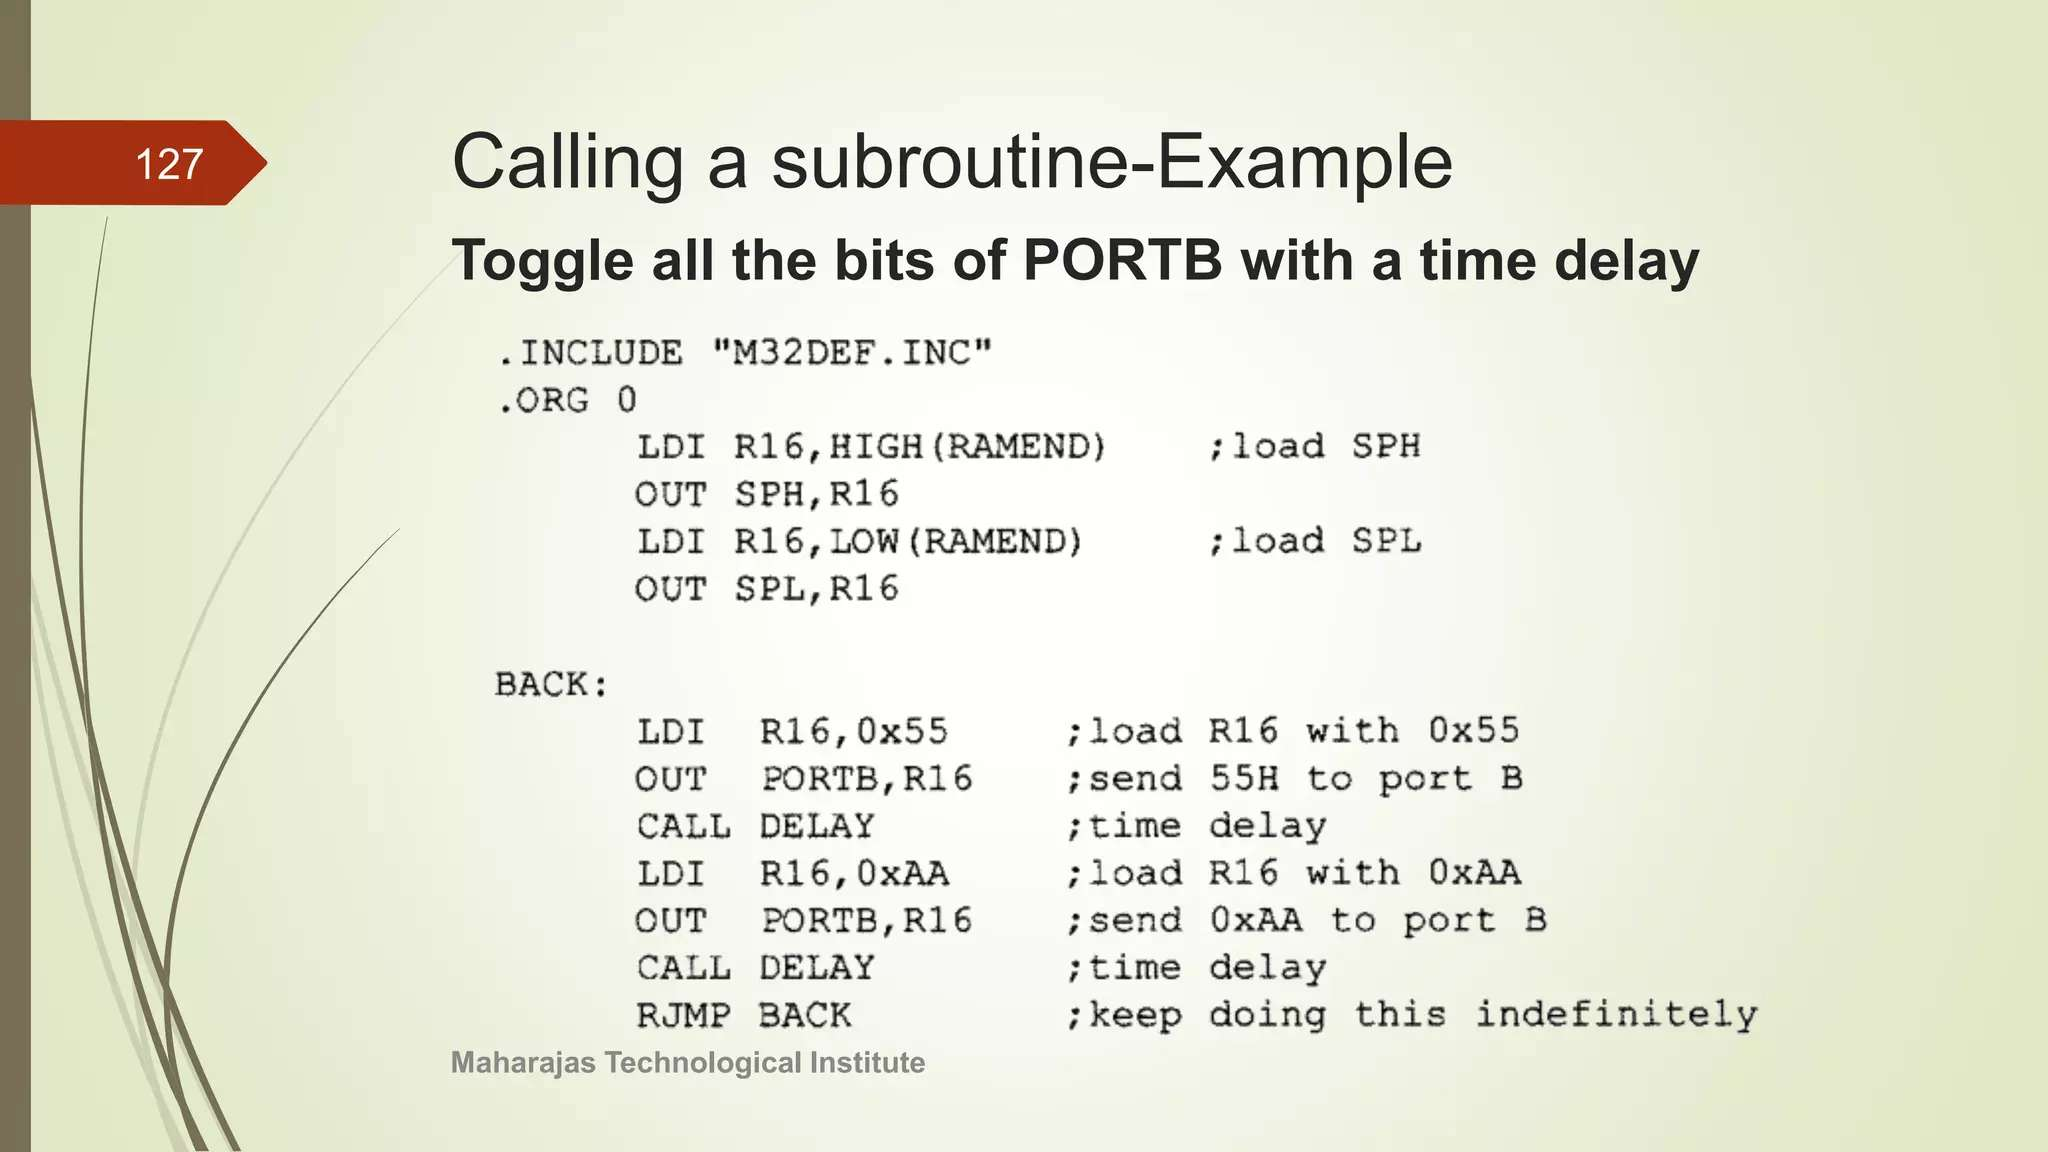 127
Calling a subroutine-Example
Toggle all the bits of PORTB with a time delay
.INCLUDE "M32DEF.INC"
.ORG 0
LDI R16,HIGH(RAMEND) ;load SPH
OUT SPH,R16
LDI R16,LOW(RAMEND) ;load SPL
OUT SPL,R16
BACK:
LDI R16,0x55 ;load R16 with 0x55
OUT PORTB,R16 ;send 55H to port B
CALL DELAY ;time delay
LDI R16,0xAA ;load R16 with 0xAA
OUT PORTB,R16 ;send 0xAA to port B
CALL DELAY ;time delay
RJMP BACK ;keep doing this indefinitely
Maharajas Technological Institute